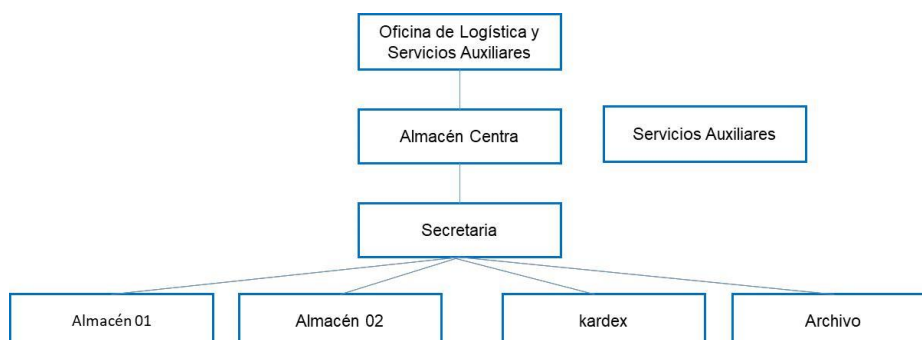 Oficina de Logística y
Servicios Auxiliares
Almacén Centra
Servicios Auxiliares
Secretaria
Almacén 01
Almacén 02
kardex
Archivo